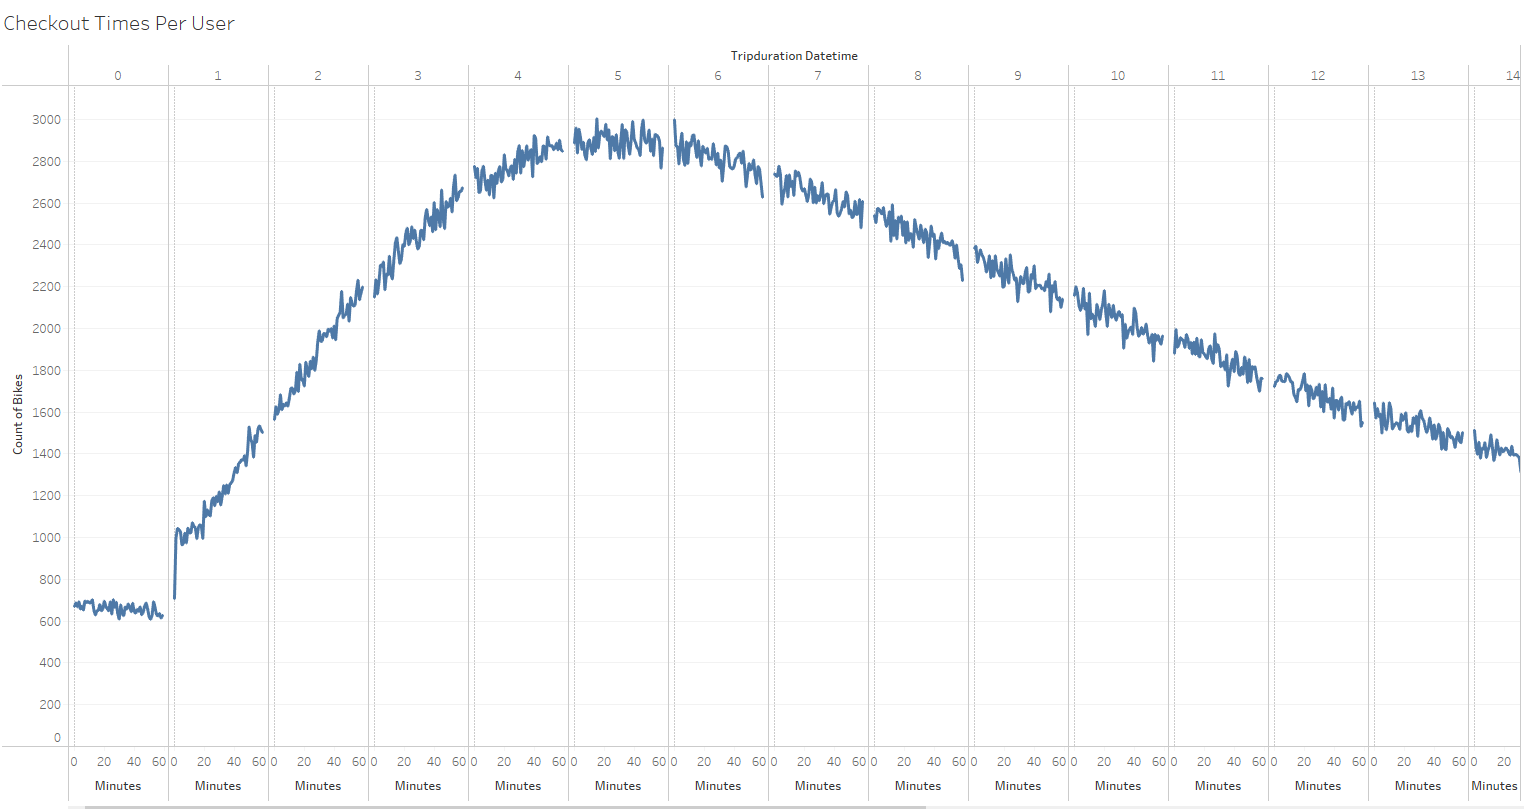 Checkout Times Per User
Tripduration Datetime
0 1 2 3 4 5 6 7 8 9 10 11 12 13 14
Count of Bikes
3000
2800
2600
2400
2200
2000
1800
1600
1400
1200
1000
800
600
400
200
0
0 20 40 60 0 20 40 60 0 20 40 60 0 20 40 60 0 20 40 60 0 20 40 60 0 20 40 60 0 20 40 60 0 20 40 60 0 20 40 60 0 20 40 60 0 20 40 60 0 20 40 60 0 20 40 60 0 20
Minutes Minutes Minutes Minutes Minutes Minutes Minutes Minutes Minutes Minutes Minutes Minutes Minutes Minutes Minutes